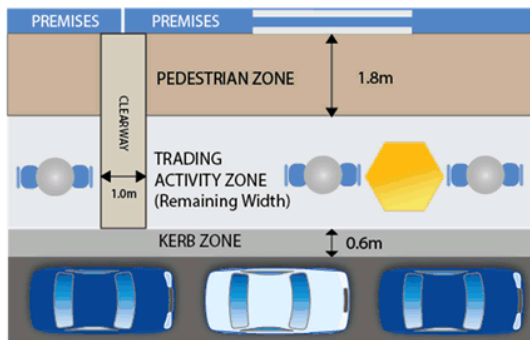 PREMISES
PREMISES
PEDESTRIAN ZONE
1.8m
CLEARWAY
1.0m
TRADING
ACTIVITY ZONE
(Remaining Width)
KERB ZONE
0.6m